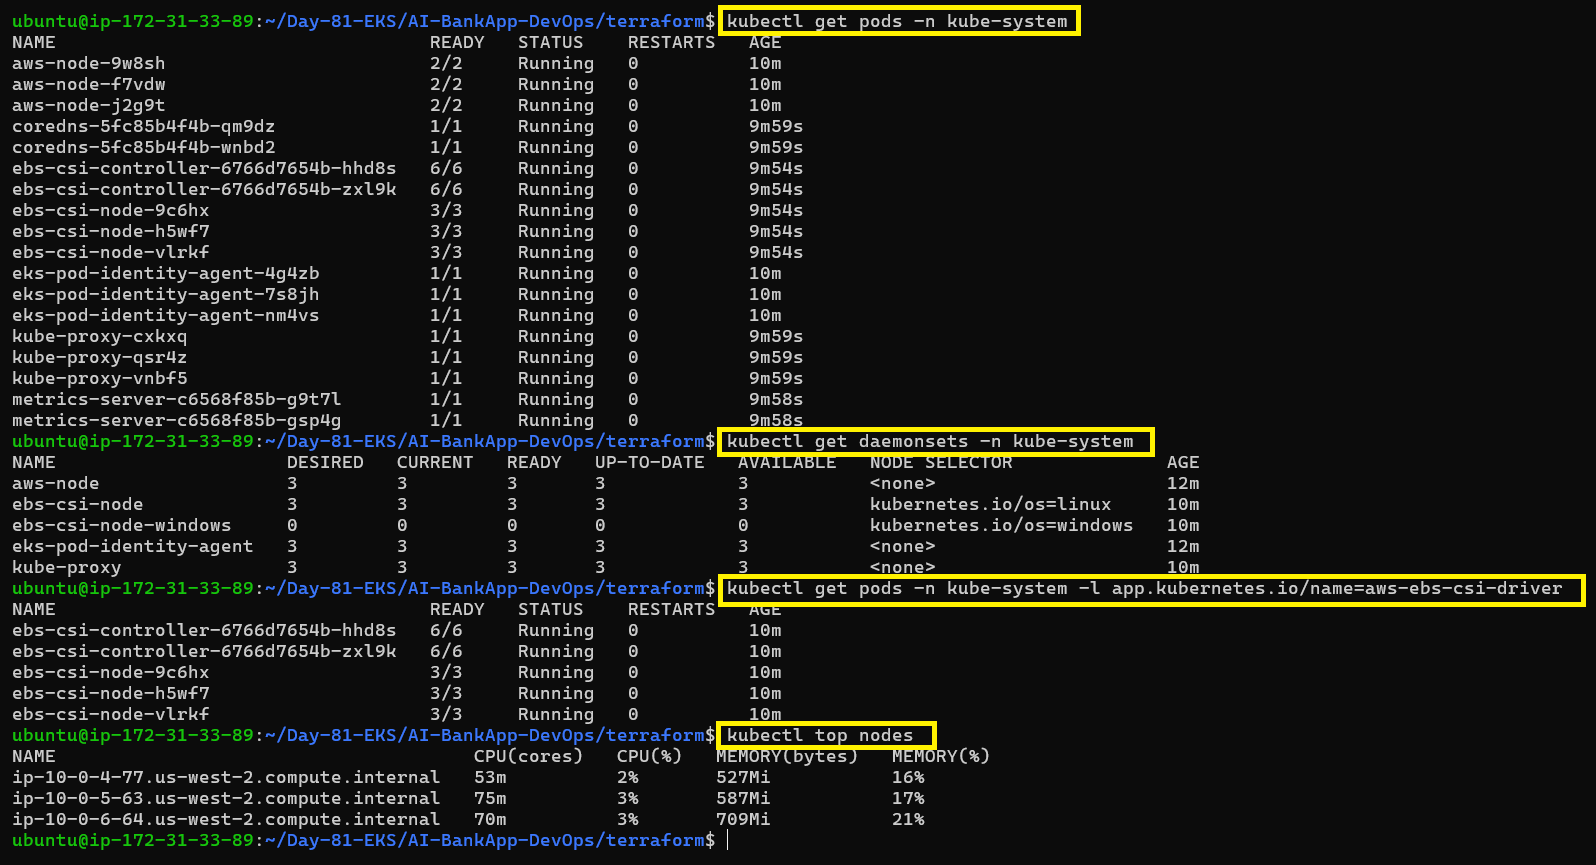 ubuntu@ip-172-31-33-89:~/Day-81-EKS/AI-BankApp-DevOps/terraform$ kubectl get pods -n kube-system
NAME READY STATUS RESTARTS AGE
aws-node-9w8sh 2/2 Running 0 10m
aws-node-f7vdw 2/2 Running 0 10m
aws-node-j2g9t 2/2 Running 0 10m
coredns-5fc85b4f4b-qm9dz 1/1 Running 0 9m59s
coredns-5fc85b4f4b-wnbd2 1/1 Running 0 9m59s
ebs-csi-controller-6766d7654b-hhd8s 6/6 Running 0 9m54s
ebs-csi-controller-6766d7654b-zxl9k 6/6 Running 0 9m54s
ebs-csi-node-9c6hx 3/3 Running 0 9m54s
ebs-csi-node-h5wf7 3/3 Running 0 9m54s
ebs-csi-node-vlrkf 3/3 Running 0 9m54s
eks-pod-identity-agent-4g4zb 1/1 Running 0 10m
eks-pod-identity-agent-7s8jh 1/1 Running 0 10m
eks-pod-identity-agent-nm4vs 1/1 Running 0 10m
kube-proxy-cxkxq 1/1 Running 0 9m59s
kube-proxy-qsr4z 1/1 Running 0 9m59s
kube-proxy-vnbf5 1/1 Running 0 9m59s
metrics-server-c6568f85b-g9t7l 1/1 Running 0 9m58s
metrics-server-c6568f85b-gsp4g 1/1 Running 0 9m58s
ubuntu@ip-172-31-33-89:~/Day-81-EKS/AI-BankApp-DevOps/terraform$ kubectl get daemonsets -n kube-system
NAME DESIRED CURRENT READY UP-TO-DATE AVAILABLE NODE SELECTOR AGE
aws-node 3 3 3 3 3 <none> 12m
ebs-csi-node 3 3 3 3 3 kubernetes.io/os=linux 10m
ebs-csi-node-windows 0 0 0 0 0 kubernetes.io/os=windows 10m
eks-pod-identity-agent 3 3 3 3 3 <none> 12m
kube-proxy 3 3 3 3 3 <none> 10m
ubuntu@ip-172-31-33-89:~/Day-81-EKS/AI-BankApp-DevOps/terraform$ kubectl get pods -n kube-system -l app.kubernetes.io/name=aws-ebs-csi-driver
NAME READY STATUS RESTARTS AGE
ebs-csi-controller-6766d7654b-hhd8s 6/6 Running 0 10m
ebs-csi-controller-6766d7654b-zxl9k 6/6 Running 0 10m
ebs-csi-node-9c6hx 3/3 Running 0 10m
ebs-csi-node-h5wf7 3/3 Running 0 10m
ebs-csi-node-vlrkf 3/3 Running 0 10m
ubuntu@ip-172-31-33-89:~/Day-81-EKS/AI-BankApp-DevOps/terraform$ kubectl top nodes
NAME CPU(cores) CPU(%) MEMORY(bytes) MEMORY(%)
ip-10-0-4-77.us-west-2.compute.internal 53m 2% 527Mi 16%
ip-10-0-5-63.us-west-2.compute.internal 75m 3% 587Mi 17%
ip-10-0-6-64.us-west-2.compute.internal 70m 3% 709Mi 21%
ubuntu@ip-172-31-33-89:~/Day-81-EKS/AI-BankApp-DevOps/terraform$